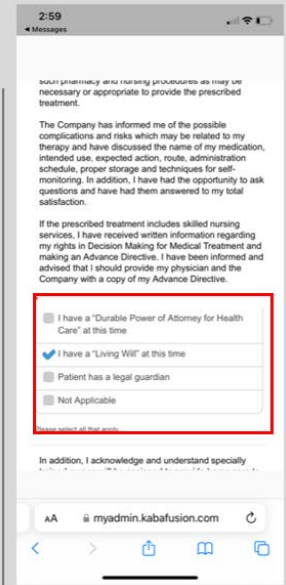 2:59
◀ Messages
such pharmacy and nursing procedures as may be
necessary or appropriate to provide the prescribed
treatment.
The Company has informed me of the possible
complications and risks which may be related to my
therapy and have discussed the name of my medication,
intended use, expected action, route, administration
schedule, proper storage and techniques for self-
monitoring. In addition, I have had the opportunity to ask
questions and have had them answered to my total
satisfaction.
If the prescribed treatment includes skilled nursing
services, I have received written information regarding
my rights in Decision Making for Medical Treatment and
making an Advance Directive. I have been informed and
advised that I should provide my physician and the
Company with a copy of my Advance Directive.
I have a "Durable Power of Attorney for Health
Care" at this time
I have a "Living Will" at this time
Patient has a legal guardian
Not Applicable
Please select all that apply
In addition, I acknowledge and understand specially
AA myadmin.kabafusion.com